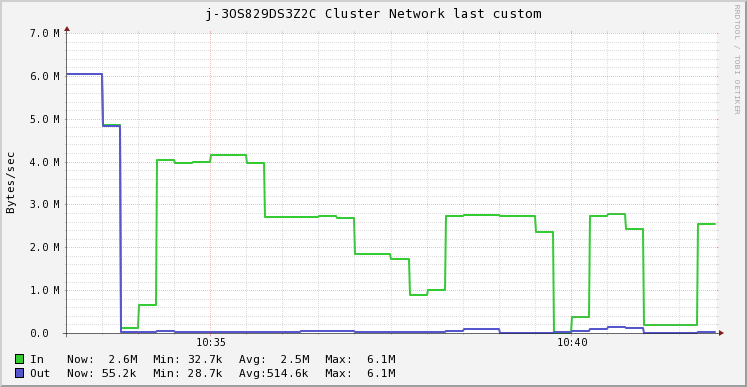 j-3OS829DS3Z2C Cluster Network last custom
RRDTOOL / TOBI OETIKER
Bytes/sec
7.0 M
6.0 M
5.0 M
4.0 M
3.0 M
2.0 M
1.0 M
0.0
10:35 10:40
In Now: 2.6M Min: 32.7k Avg: 2.5M Max: 6.1M
Out Now: 55.2k Min: 28.7k Avg:514.6k Max: 6.1M